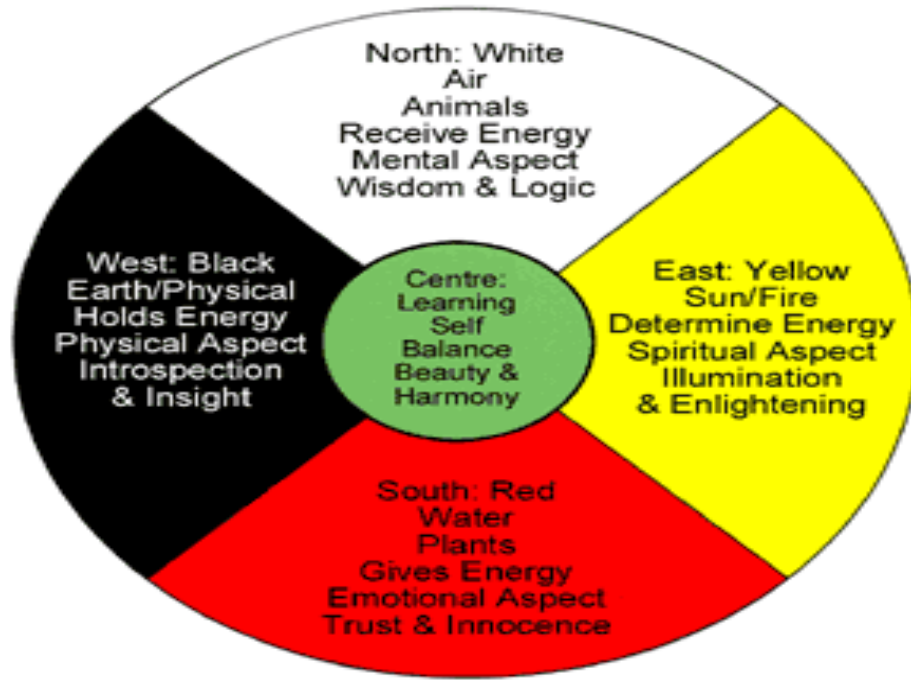 North: White
Air
Animals
Receive Energy
Mental Aspect
Wisdom & Logic
West: Black
Earth/Physical
Holds Energy
Physical Aspect
Introspection
& Insight
Centre:
Learning
Self
Balance
Beauty &
Harmony
East: Yellow
Sun/Fire
Determine Energy
Spiritual Aspect
Illumination
& Enlightening
South: Red
Water
Plants
Gives Energy
Emotional Aspect
Trust & Innocence